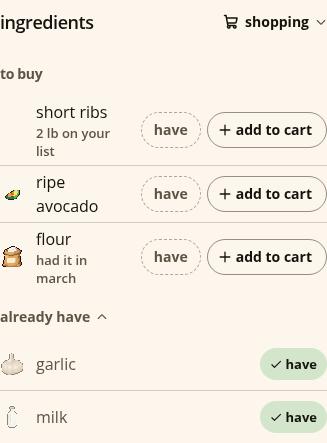 ingredients
shopping
to buy
short ribs
2 lb on your
list
have
+ add to cart
ripe
avocado
have
+ add to cart
flour
had it in
march
have
+ add to cart
already have
garlic
have
milk
have